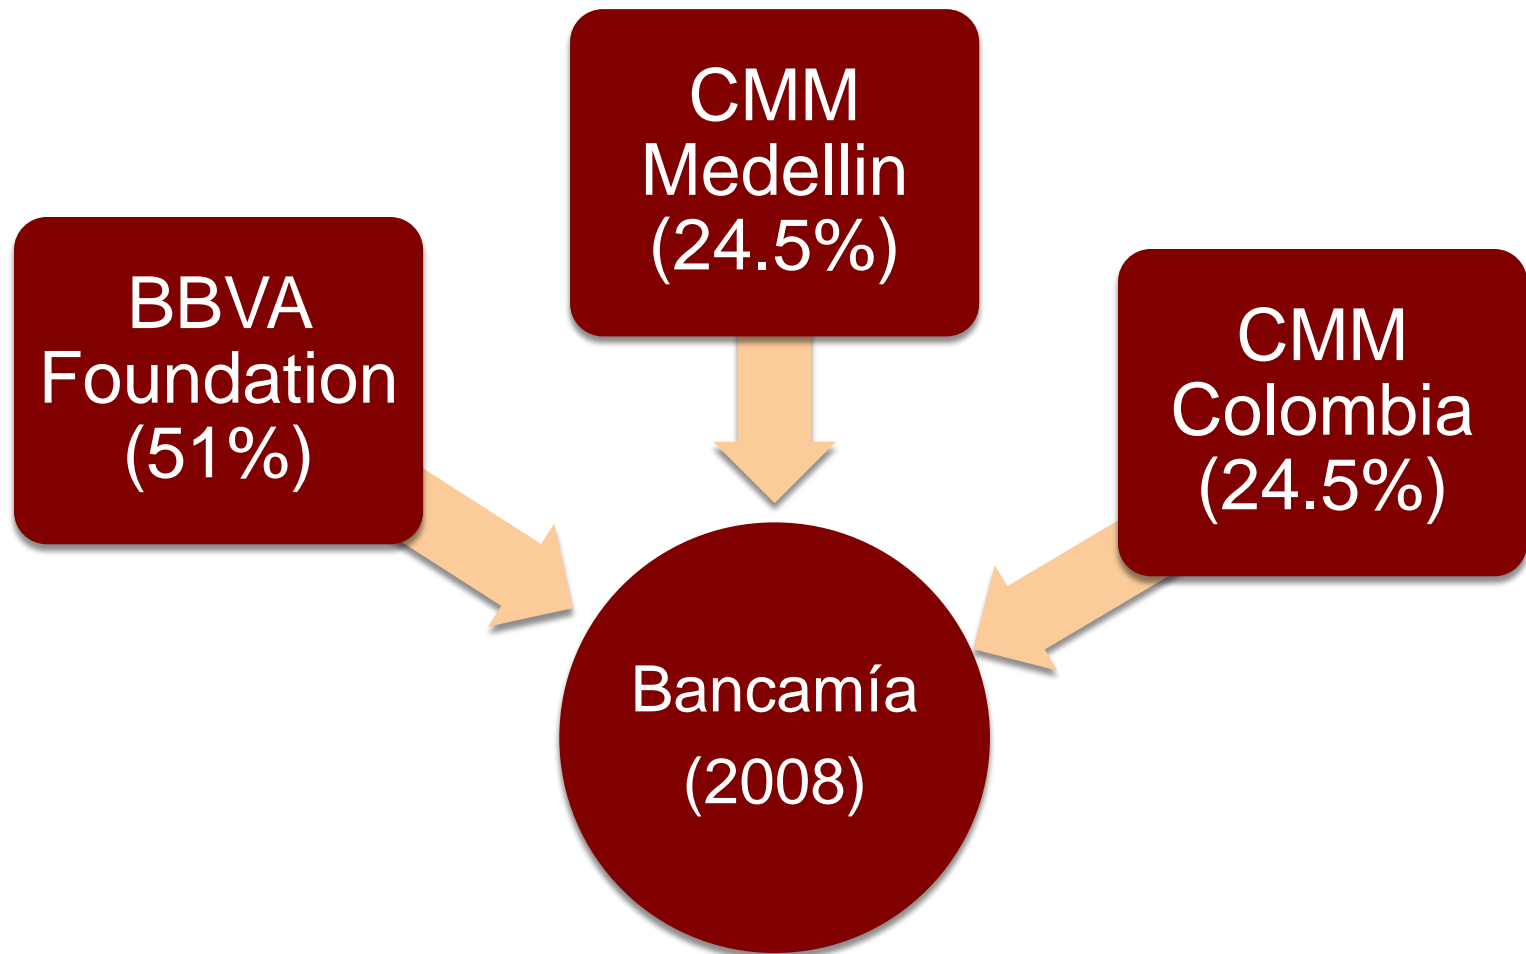 BBVA
Foundation
(51%)
CMM
Medellin
(24.5%)
CMM
Colombia
(24.5%)
Bancamía
(2008)